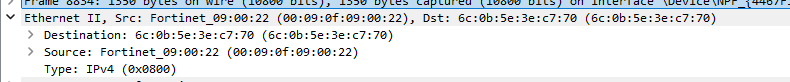 Frame 8854: 1350 bytes on wire (10800 bits), 1350 bytes captured (10800 bits) on interface \Device\NPF_{4467F
Ethernet II, Src: Fortinet_09:00:22 (00:09:0f:09:00:22), Dst: 6c:0b:5e:3e:c7:70 (6c:0b:5e:3e:c7:70)
Destination: 6c:0b:5e:3e:c7:70 (6c:0b:5e:3e:c7:70)
Source: Fortinet_09:00:22 (00:09:0f:09:00:22)
Type: IPv4 (0x0800)